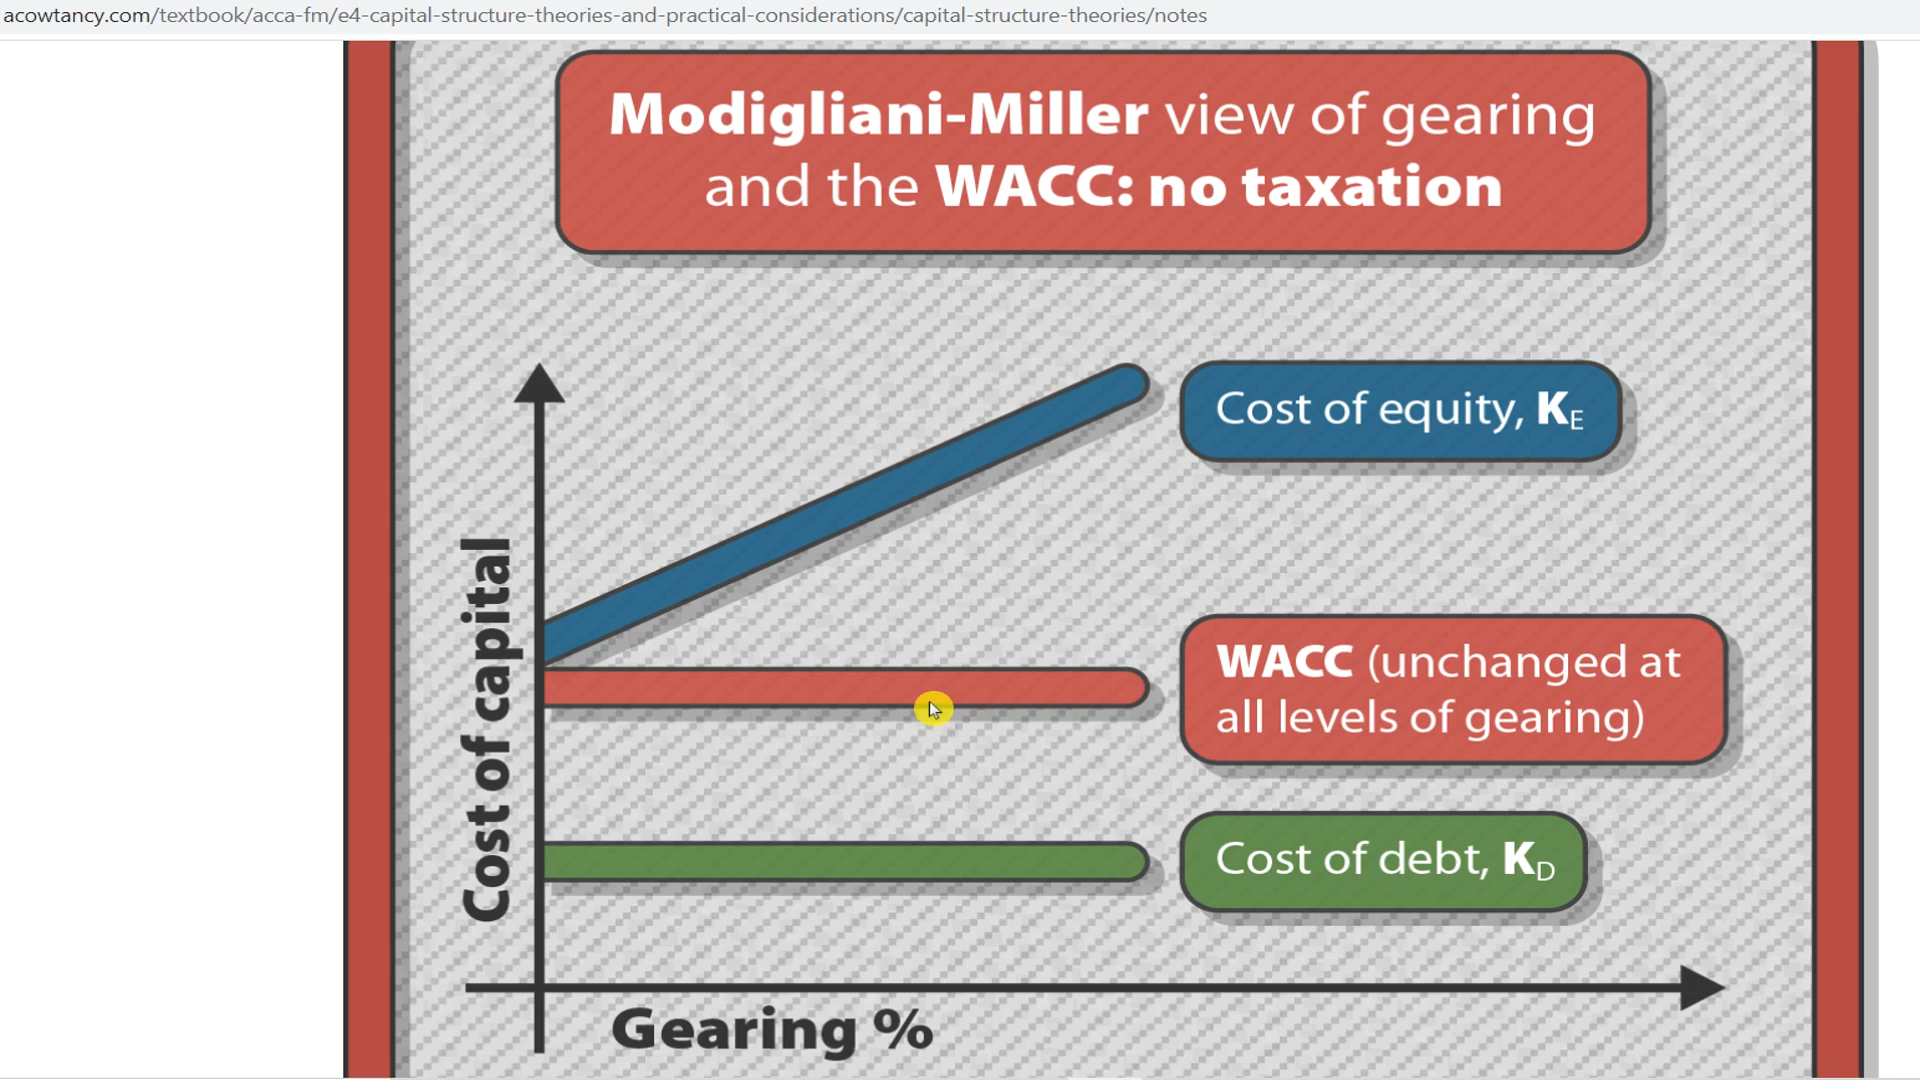 acowtancy.com/textbook/acca-fm/e4-capital-structure-theories-and-practical-considerations/capital-structure-theories/notes
Modigliani-Miller view of gearing
and the WACC: no taxation
Cost of equity, KE
Cost of capital
WACC (unchanged at
all levels of gearing)
Cost of debt, KD
Gearing %